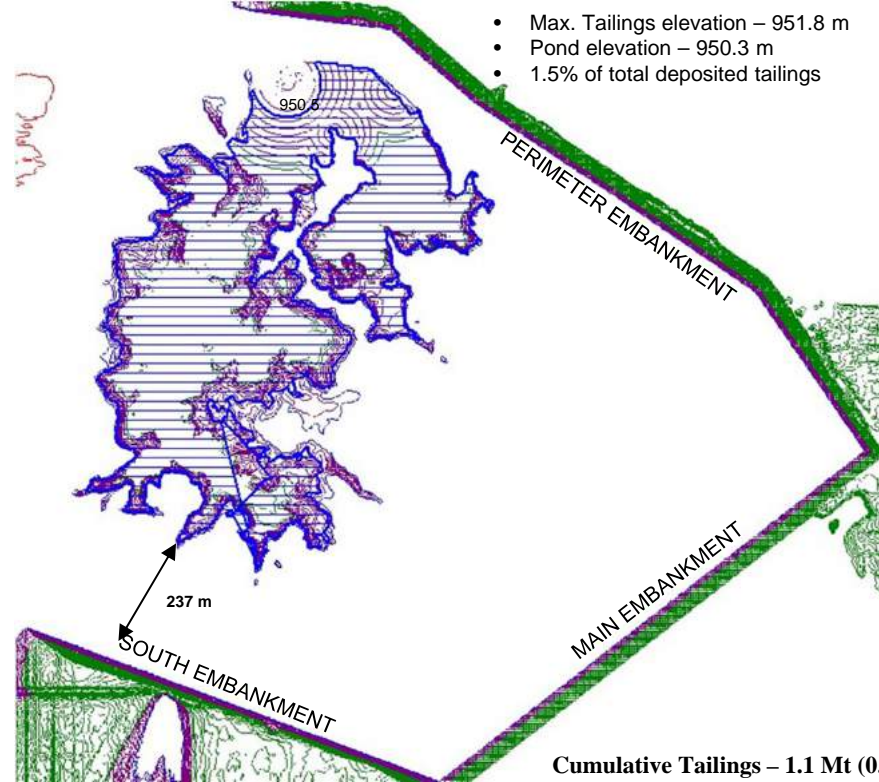 • Max. Tailings elevation – 951.8 m
• Pond elevation – 950.3 m
• 1.5% of total deposited tailings
950.5
PERIMETER EMBANKMENT
237 m
MAIN EMBANKMENT
SOUTH EMBANKMENT
Cumulative Tailings – 1.1 Mt (0.